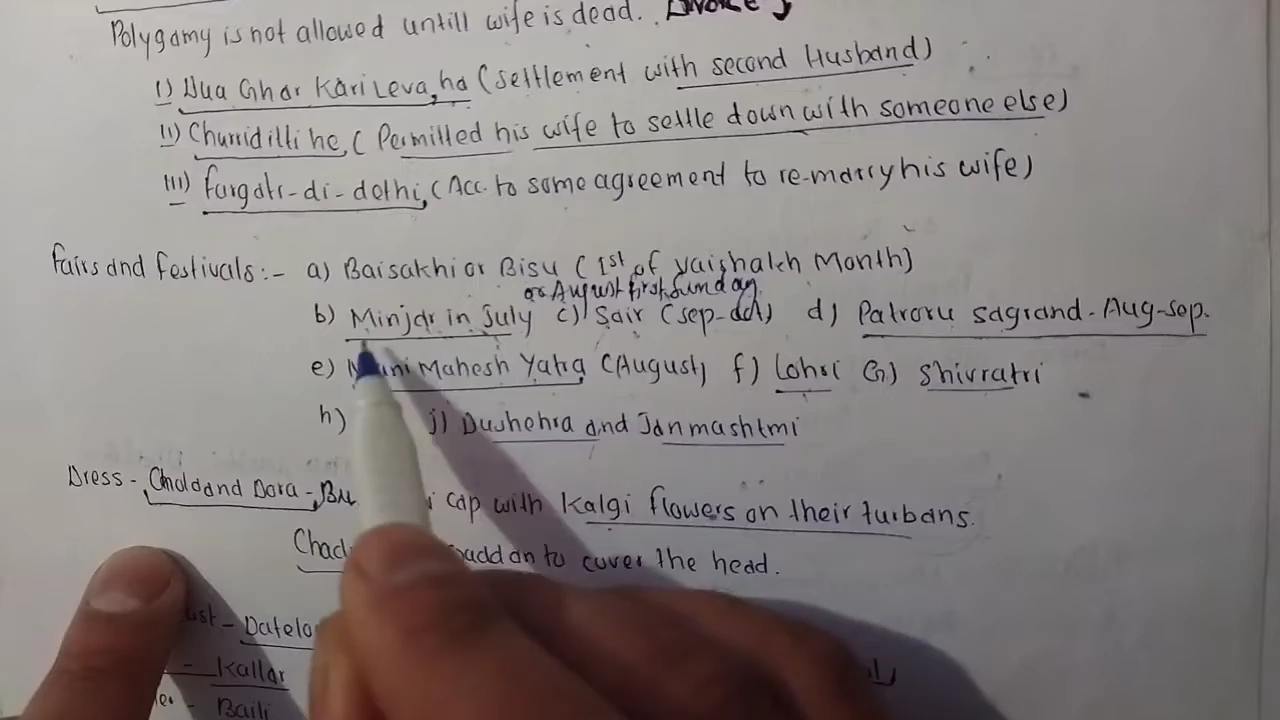 Polygamy is not allowed untill wife is dead.
I) Dua Ghar Kari Leva, ha (settlement with second Husband)
II) Churriditti he, (Permitted his wife to settle down with someone else)
III) Fargati-di-dethi, (Acc. to some agreement to re-marry his wife)
Fairs and Festivals:- a) Baisakhi or Bisu (1st of Vaishakh Month)
or August first Sunday
b) Minjar in July c) Sair (Sep-oct) d) Patroru sagrand-Aug-sep.
e) Mahesh Yatra (August) f) Lohri G) Shivratri
h) j) Dushehra and Janmashtmi
Dress - Chola and Dora - cap with Kalgi flowers on their turbans.
to cover the head.
- Kallar
- Baili